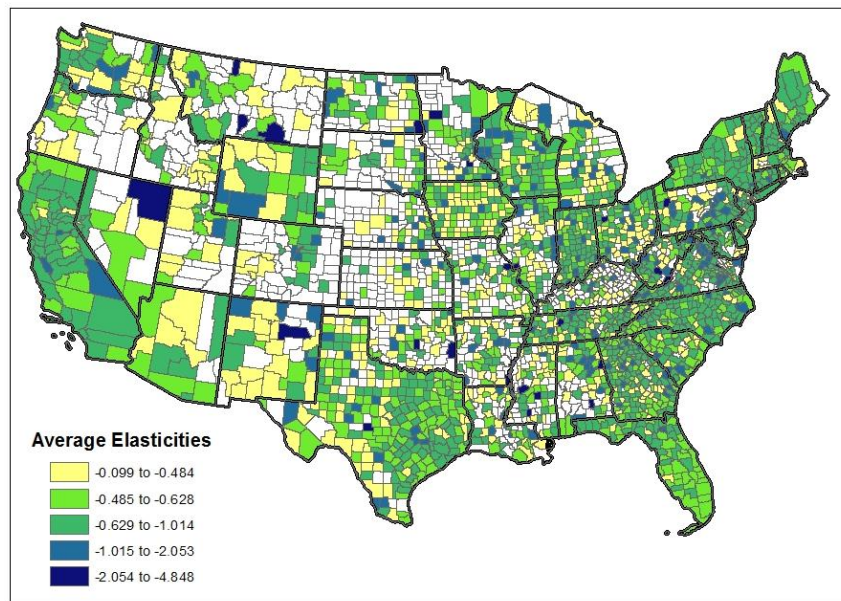 Average Elasticities
-0.099 to -0.484
-0.485 to -0.628
-0.629 to -1.014
-1.015 to -2.053
-2.054 to -4.848